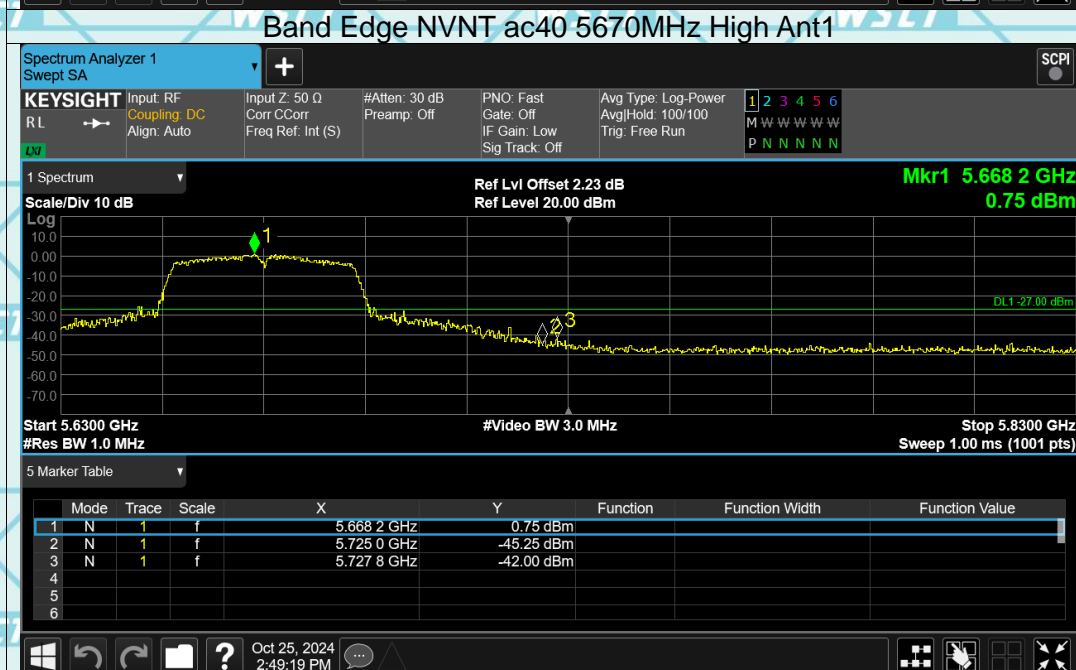 Band Edge NVNT ac40 5670MHz High Ant1
Spectrum Analyzer 1
Swept SA
+
SCPI
KEYSIGHT
R L
LXI
Input: RF
Coupling: DC
Align: Auto
Input Z: 50 Ω
Corr CCorr
Freq Ref: Int (S)
#Atten: 30 dB
Preamp: Off
PNO: Fast
Gate: Off
IF Gain: Low
Sig Track: Off
Avg Type: Log-Power
Avg|Hold: 100/100
Trig: Free Run
1 2 3 4 5 6
M W W W W W
P N N N N N
1 Spectrum
Scale/Div 10 dB
Ref Lvl Offset 2.23 dB
Ref Level 20.00 dBm
Mkr1 5.668 2 GHz
0.75 dBm
Log
10.0
0.00
-10.0
-20.0
-30.0
-40.0
-50.0
-60.0
-70.0
1
2
3
DL1 -27.00 dBm
Start 5.6300 GHz
#Video BW 3.0 MHz
Stop 5.8300 GHz
#Res BW 1.0 MHz
Sweep 1.00 ms (1001 pts)
5 Marker Table
Mode Trace Scale X Y Function Function Width Function Value
1 N 1 f 5.668 2 GHz 0.75 dBm
2 N 1 f 5.725 0 GHz -45.25 dBm
3 N 1 f 5.727 8 GHz -42.00 dBm
4
5
6
?
Oct 25, 2024
2:49:19 PM